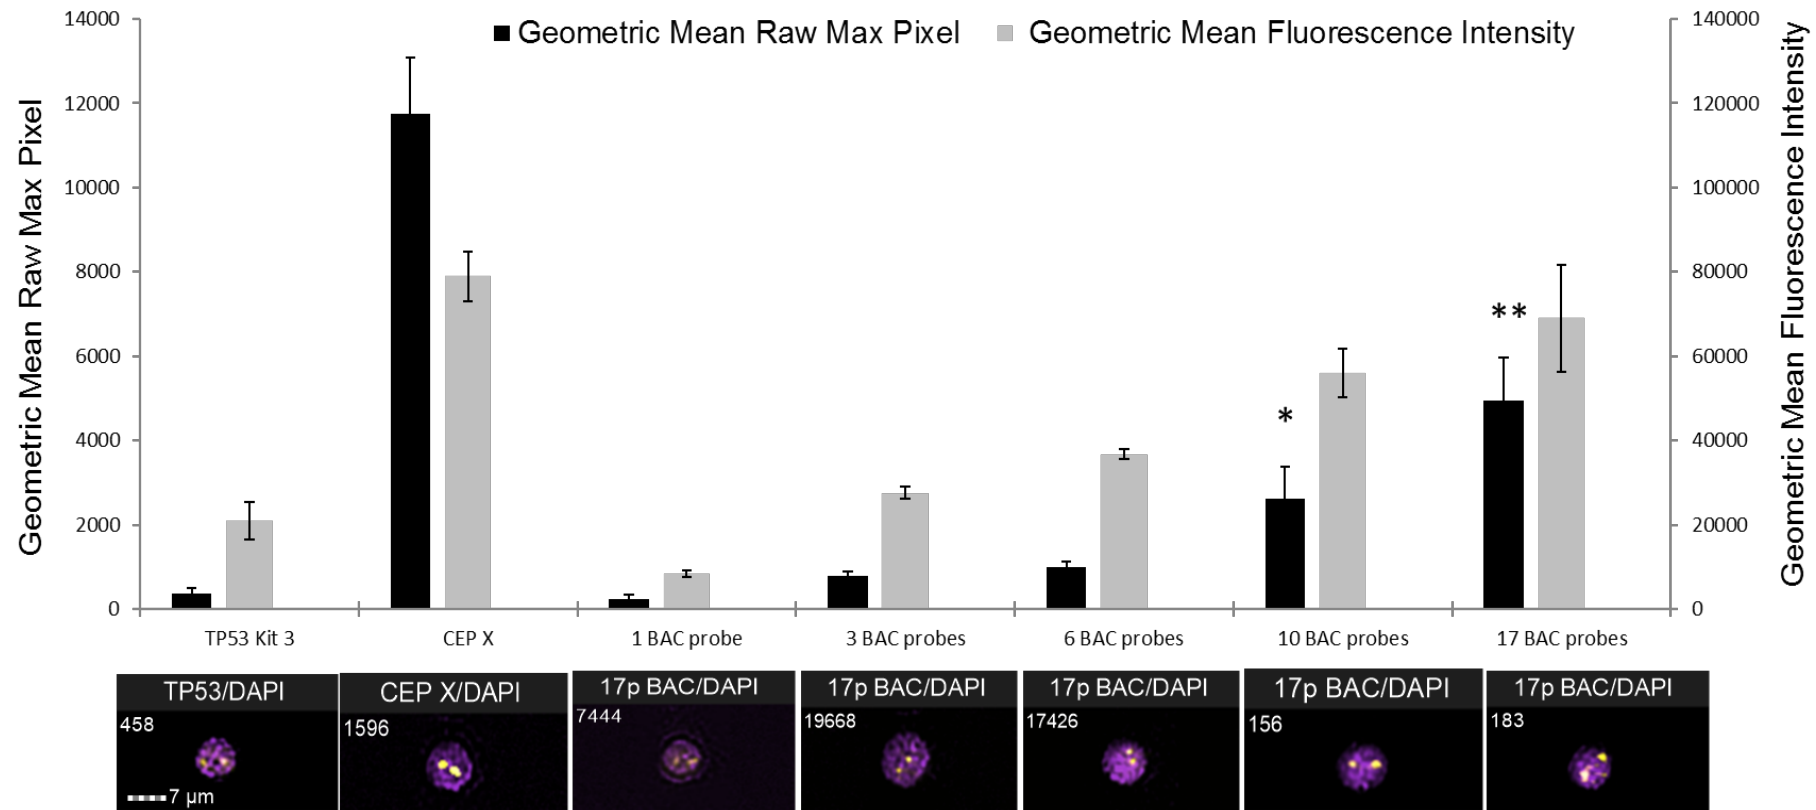 ■ Geometric Mean Raw Max Pixel ■ Geometric Mean Fluorescence Intensity
Geometric Mean Raw Max Pixel
14000
12000
10000
8000
6000
4000
2000
0
140000
120000
100000
80000
60000
40000
20000
0
Geometric Mean Fluorescence Intensity
*
**
TP53 Kit 3 CEP X 1 BAC probe 3 BAC probes 6 BAC probes 10 BAC probes 17 BAC probes
TP53/DAPI CEP X/DAPI 17p BAC/DAPI 17p BAC/DAPI 17p BAC/DAPI 17p BAC/DAPI 17p BAC/DAPI
458 1596 7444 19668 17426 156 183
7 µm